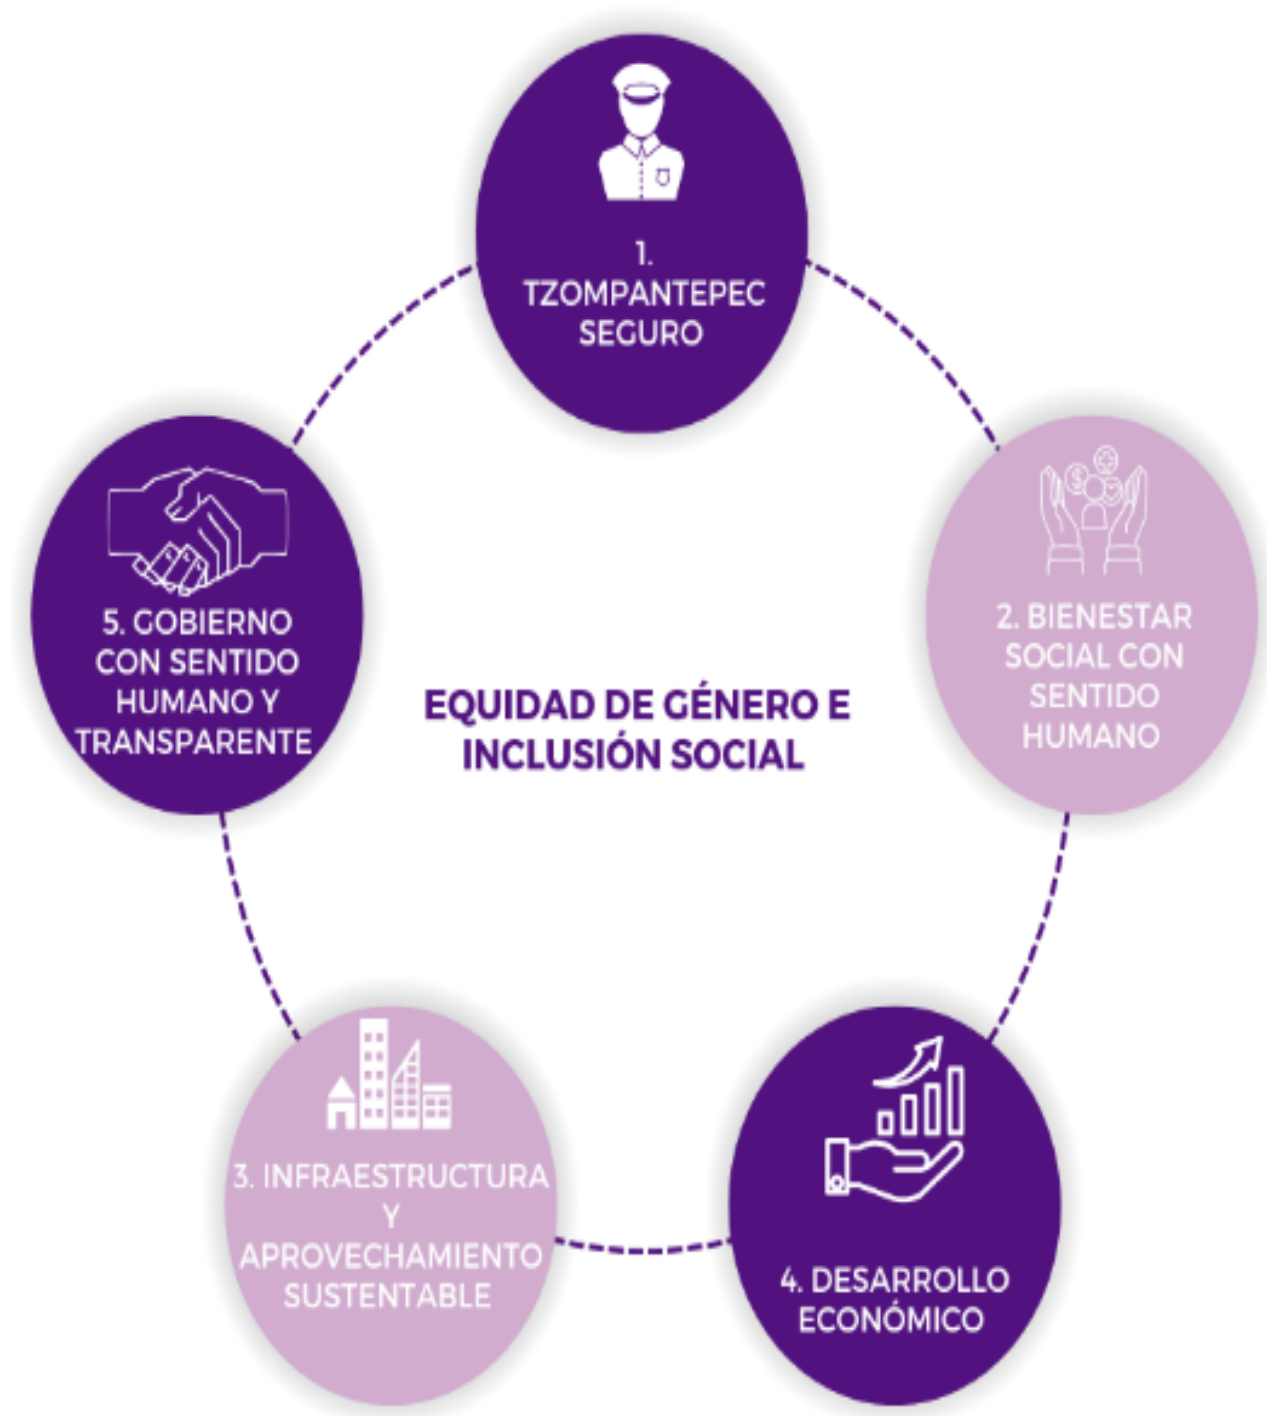 1.
TZOMPANTEPEC
SEGURO
2. BIENESTAR
SOCIAL CON
SENTIDO
HUMANO
3. INFRAESTRUCTURA
Y
APROVECHAMIENTO
SUSTENTABLE
4. DESARROLLO
ECONÓMICO
5. GOBIERNO
CON SENTIDO
HUMANO Y
TRANSPARENTE
EQUIDAD DE GÉNERO E
INCLUSIÓN SOCIAL